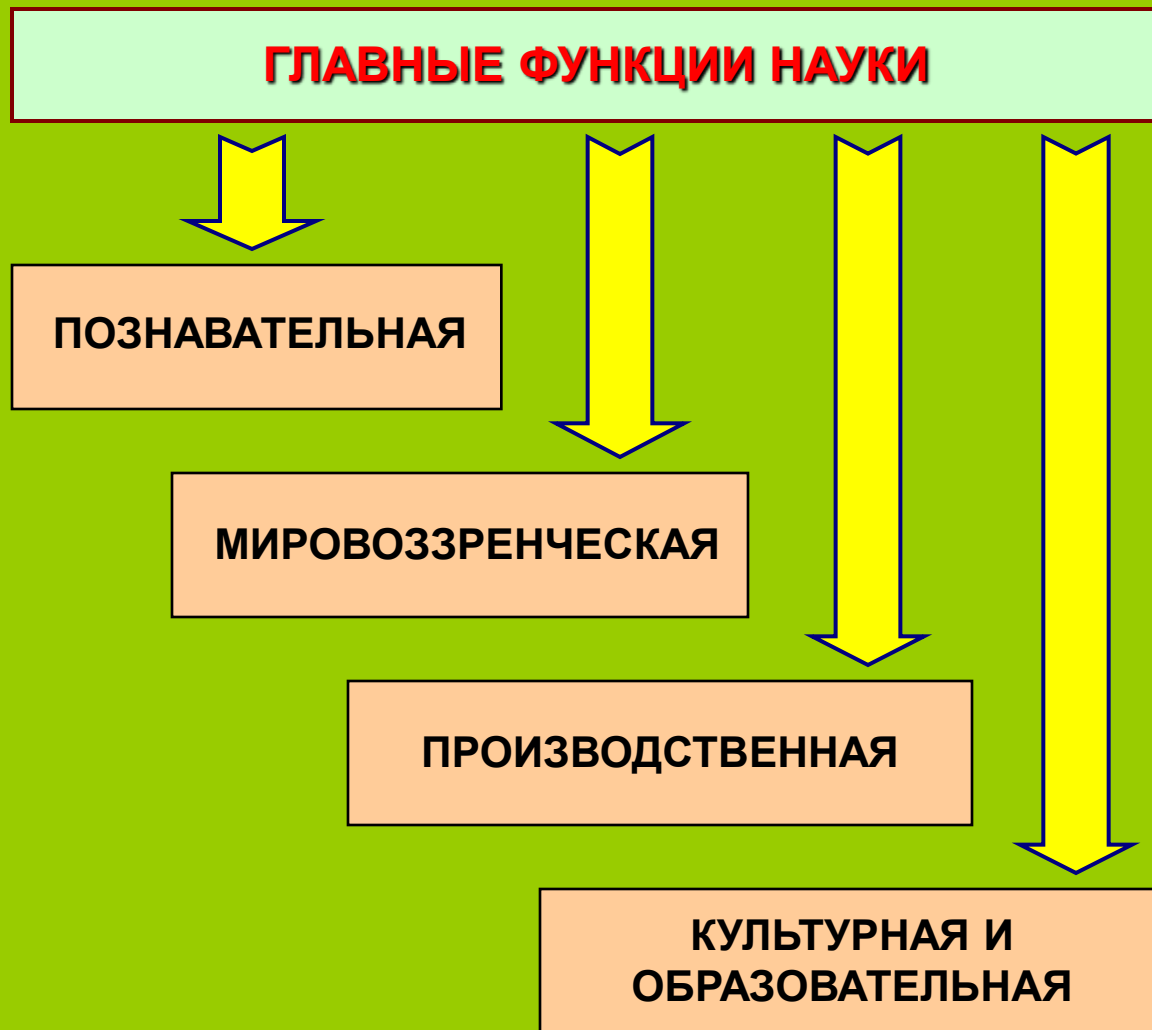 ГЛАВНЫЕ ФУНКЦИИ НАУКИ
ПОЗНАВАТЕЛЬНАЯ
МИРОВОЗЗРЕНЧЕСКАЯ
ПРОИЗВОДСТВЕННАЯ
КУЛЬТУРНАЯ И
ОБРАЗОВАТЕЛЬНАЯ